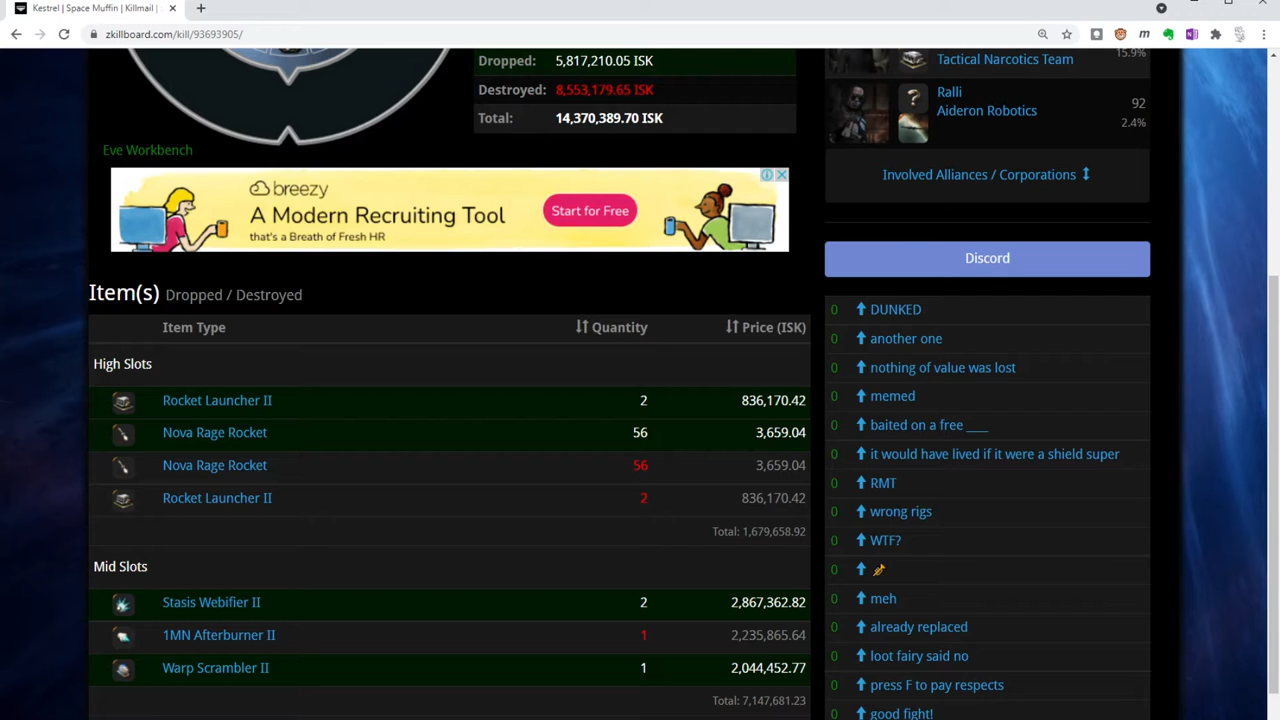 Kestrel | Space Muffin | Killmail |
zkillboard.com/kill/93693905/
Dropped: 5,817,210.05 ISK
Destroyed: 8,553,179.65 ISK
Total: 14,370,389.70 ISK
Eve Workbench
breezy
A Modern Recruiting Tool
that's a Breath of Fresh HR
Start for Free
Item(s) Dropped / Destroyed
Item Type Quantity Price (ISK)
High Slots
Rocket Launcher II 2 836,170.42
Nova Rage Rocket 56 3,659.04
Nova Rage Rocket 56 3,659.04
Rocket Launcher II 2 836,170.42
Total: 1,679,658.92
Mid Slots
Stasis Webifier II 2 2,867,362.82
1MN Afterburner II 1 2,235,865.64
Warp Scrambler II 1 2,044,452.77
Total: 7,147,681.23
Tactical Narcotics Team
15.9%
Ralli
Aideron Robotics
92
2.4%
Involved Alliances / Corporations
Discord
0 DUNKED
0 another one
0 nothing of value was lost
0 memed
0 baited on a free ____
0 it would have lived if it were a shield super
0 RMT
0 wrong rigs
0 WTF?
0
0 meh
0 already replaced
0 loot fairy said no
0 press F to pay respects
0 good fight!